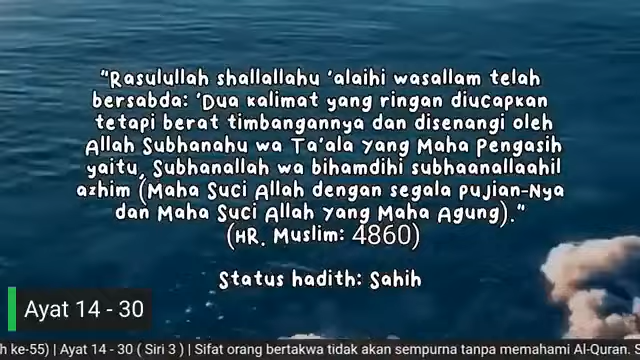 "Rasulullah shallallahu 'alaihi wasallam telah
bersabda: 'Dua kalimat yang ringan diucapkan
tetapi berat timbangannya dan disenangi oleh
Allah Subhanahu wa Ta'ala Yang Maha Pengasih
yaitu, Subhanallah wa bihamdihi subhaanallaahil
azhim (Maha Suci Allah dengan segala pujian-Nya
dan Maha Suci Allah Yang Maha Agung)."
(HR. Muslim: 4860)
Status hadith: Sahih
Ayat 14 - 30
h ke-55) | Ayat 14 - 30 ( Siri 3 ) | Sifat orang bertakwa tidak akan sempurna tanpa memahami Al-Quran. S